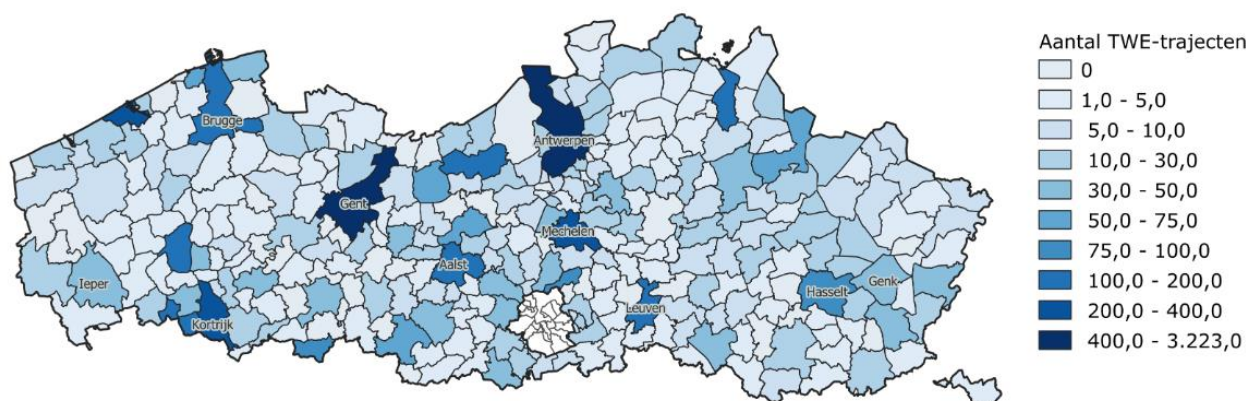 Aantal TWE-trajecten
0
1,0 - 5,0
5,0 - 10,0
10,0 - 30,0
30,0 - 50,0
50,0 - 75,0
75,0 - 100,0
100,0 - 200,0
200,0 - 400,0
400,0 - 3.223,0
Brugge
Antwerpen
Gent
Mechelen
Aalst
Ieper
Genk
Hasselt
Leuven
Kortrijk